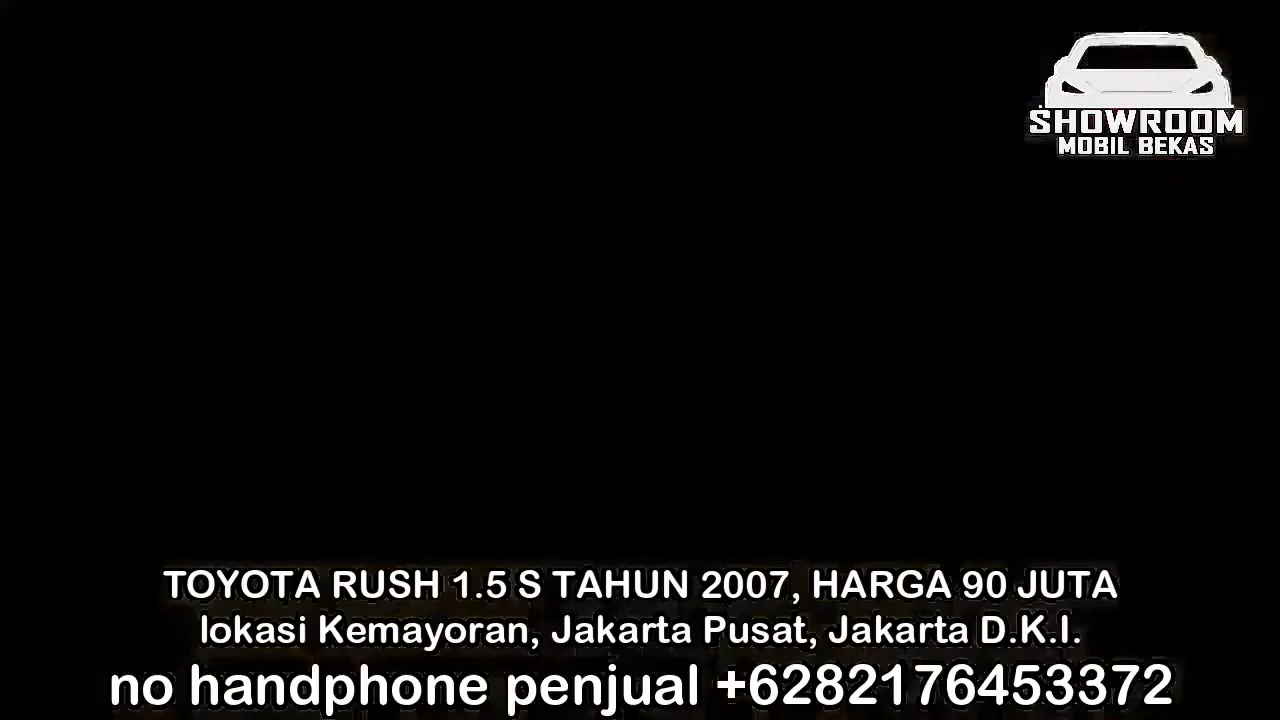 SHOWROOM
MOBIL BEKAS
TOYOTA RUSH 1.5 S TAHUN 2007, HARGA 90 JUTA
lokasi Kemayoran, Jakarta Pusat, Jakarta D.K.I.
no handphone penjual +6282176453372